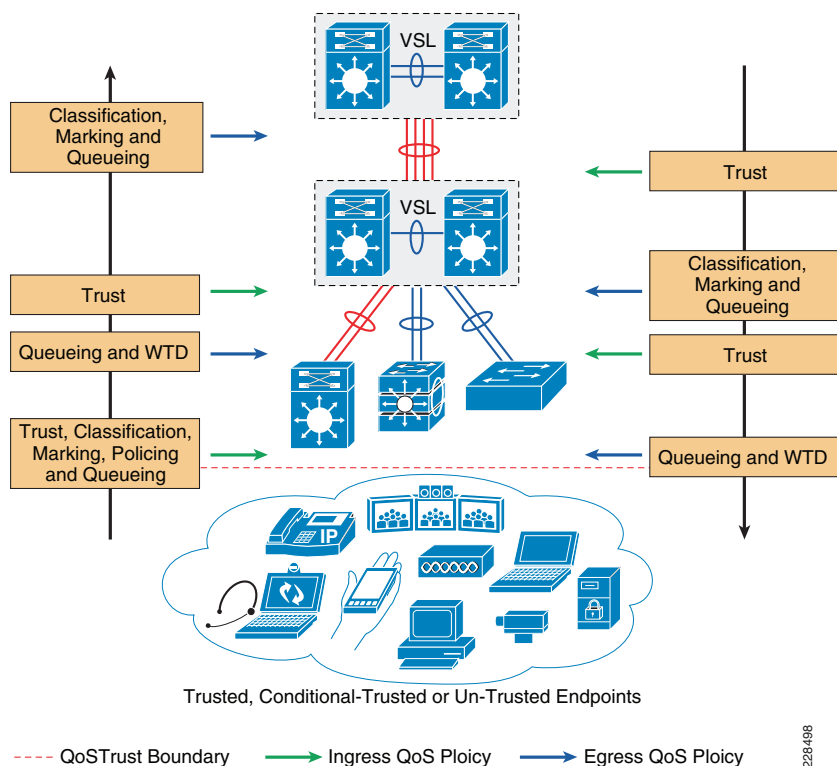 VSL
Classification,
Marking and
Queueing
Trust
VSL
Classification,
Marking and
Queueing
Trust
Queueing and WTD
Trust
Trust, Classification,
Marking, Policing
and Queueing
Queueing and WTD
IP
Trusted, Conditional-Trusted or Un-Trusted Endpoints
QoSTrust Boundary
Ingress QoS Ploicy
Egress QoS Ploicy
228498